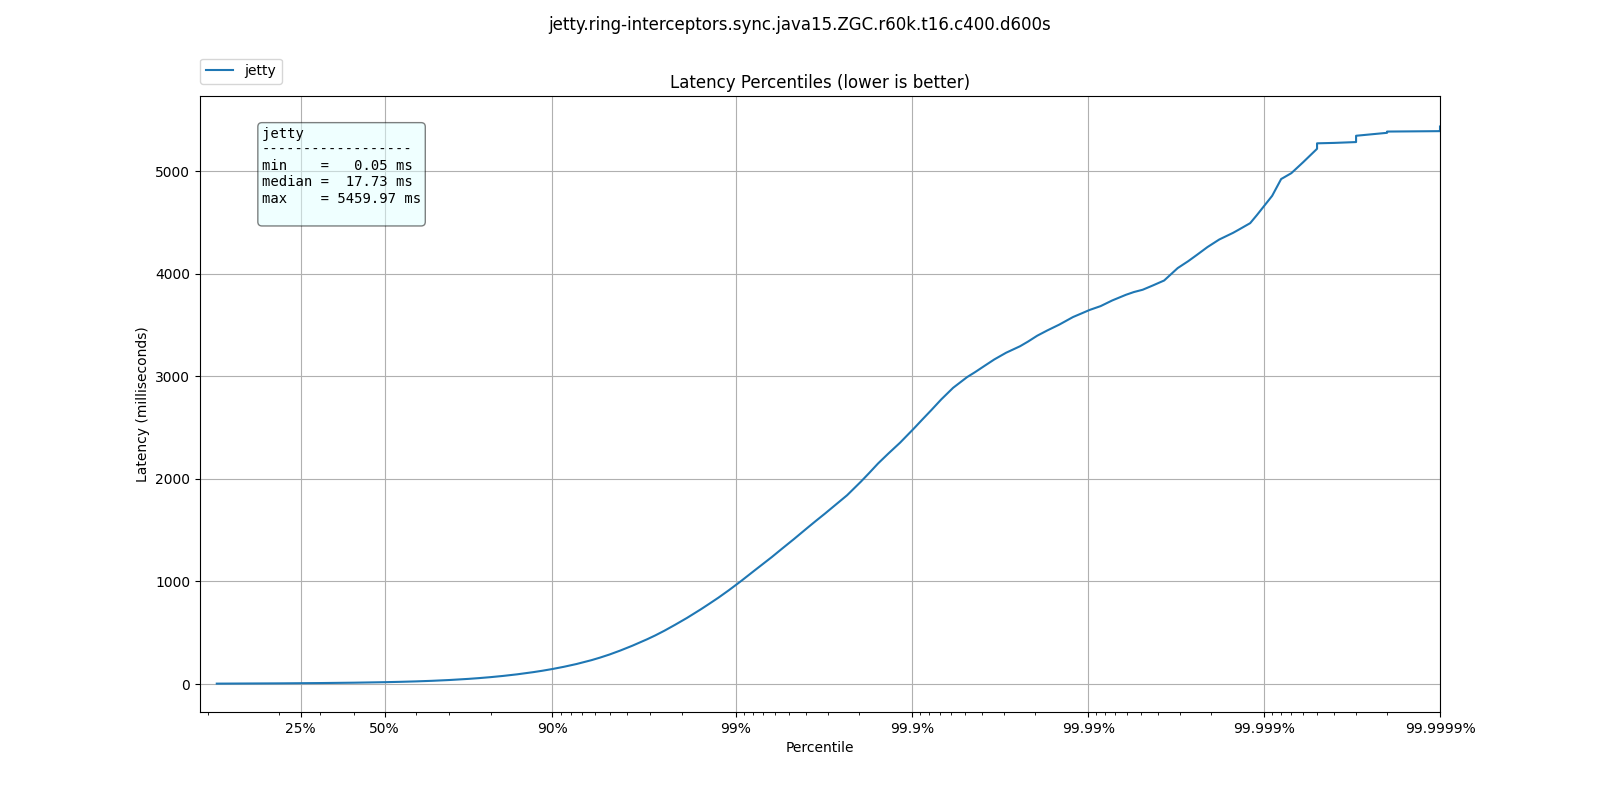 jetty.ring-interceptors.sync.java15.ZGC.r60k.t16.c400.d600s
jetty
Latency Percentiles (lower is better)
jetty
------------------
min    =   0.05 ms
median =  17.73 ms
max    = 5459.97 ms
5000
4000
3000
2000
1000
0
Latency (milliseconds)
25% 50% 90% 99% 99.9% 99.99% 99.999% 99.9999%
Percentile